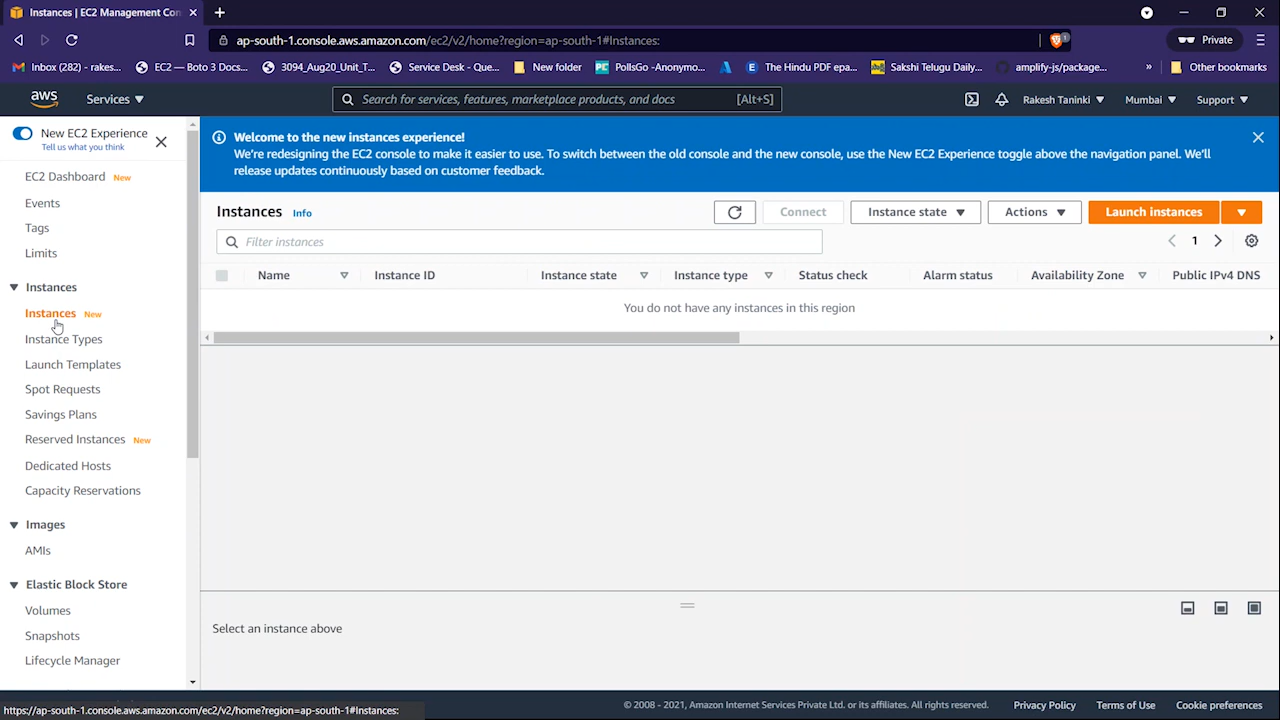 Instances | EC2 Management Con
ap-south-1.console.aws.amazon.com/ec2/v2/home?region=ap-south-1#Instances:
1
Private
Inbox (282) - rakes...
EC2 — Boto 3 Docs...
3094_Aug20_Unit_T...
Service Desk - Que...
New folder
PC
PollsGo -Anonymo...
The Hindu PDF epa...
Sakshi Telugu Daily...
amplify-js/package...
»
Other bookmarks
aws
Services
Search for services, features, marketplace products, and docs
[Alt+S]
Rakesh Taninki
Mumbai
Support
New EC2 Experience
Tell us what you think
EC2 Dashboard New
Events
Tags
Limits
Instances
Instances New
Instance Types
Launch Templates
Spot Requests
Savings Plans
Reserved Instances New
Dedicated Hosts
Capacity Reservations
Images
AMIs
Elastic Block Store
Volumes
Snapshots
Lifecycle Manager
Welcome to the new instances experience!
We're redesigning the EC2 console to make it easier to use. To switch between the old console and the new console, use the New EC2 Experience toggle above the navigation panel. We'll
release updates continuously based on customer feedback.
Instances Info
Connect
Instance state
Actions
Launch instances
Filter instances
1
Name
Instance ID
Instance state
Instance type
Status check
Alarm status
Availability Zone
Public IPv4 DNS
You do not have any instances in this region
Select an instance above
https://ap-south-1.console.aws.amazon.com/ec2/v2/home?region=ap-south-1#Instances:
© 2008 - 2021, Amazon Internet Services Private Ltd. or its affiliates. All rights reserved.
Privacy Policy
Terms of Use
Cookie preferences